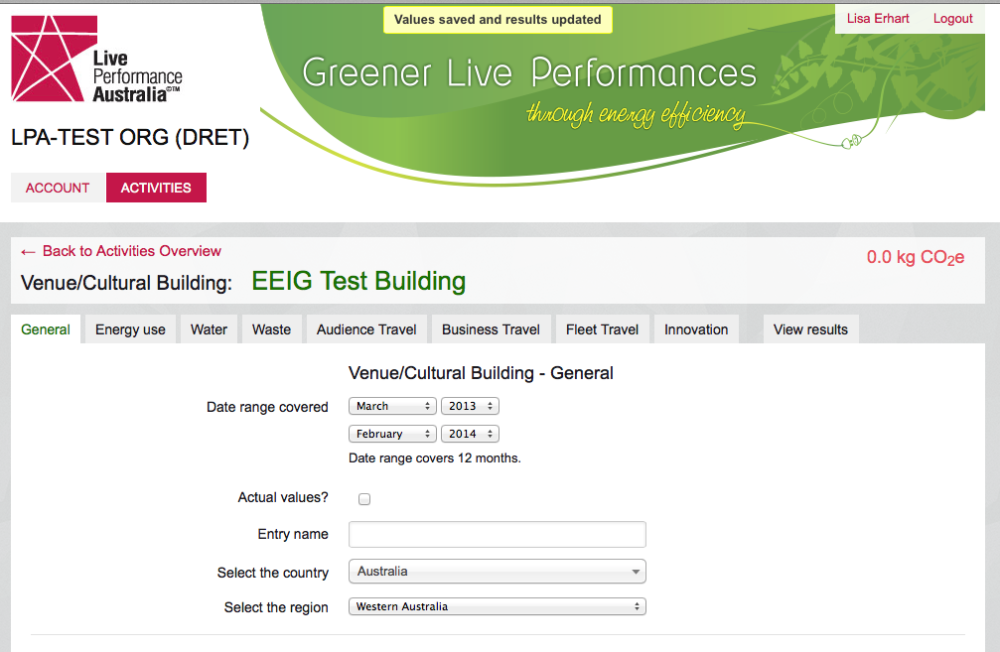 Values saved and results updated
Lisa Erhart Logout
Live
Performance
Australia©™
Greener Live Performances
through energy efficiency
LPA-TEST ORG (DRET)
ACCOUNT ACTIVITIES
← Back to Activities Overview
0.0 kg CO2e
Venue/Cultural Building: EEIG Test Building
General Energy use Water Waste Audience Travel Business Travel Fleet Travel Innovation View results
Venue/Cultural Building - General
Date range covered March 2013
February 2014
Date range covers 12 months.
Actual values?
Entry name
Select the country Australia
Select the region Western Australia